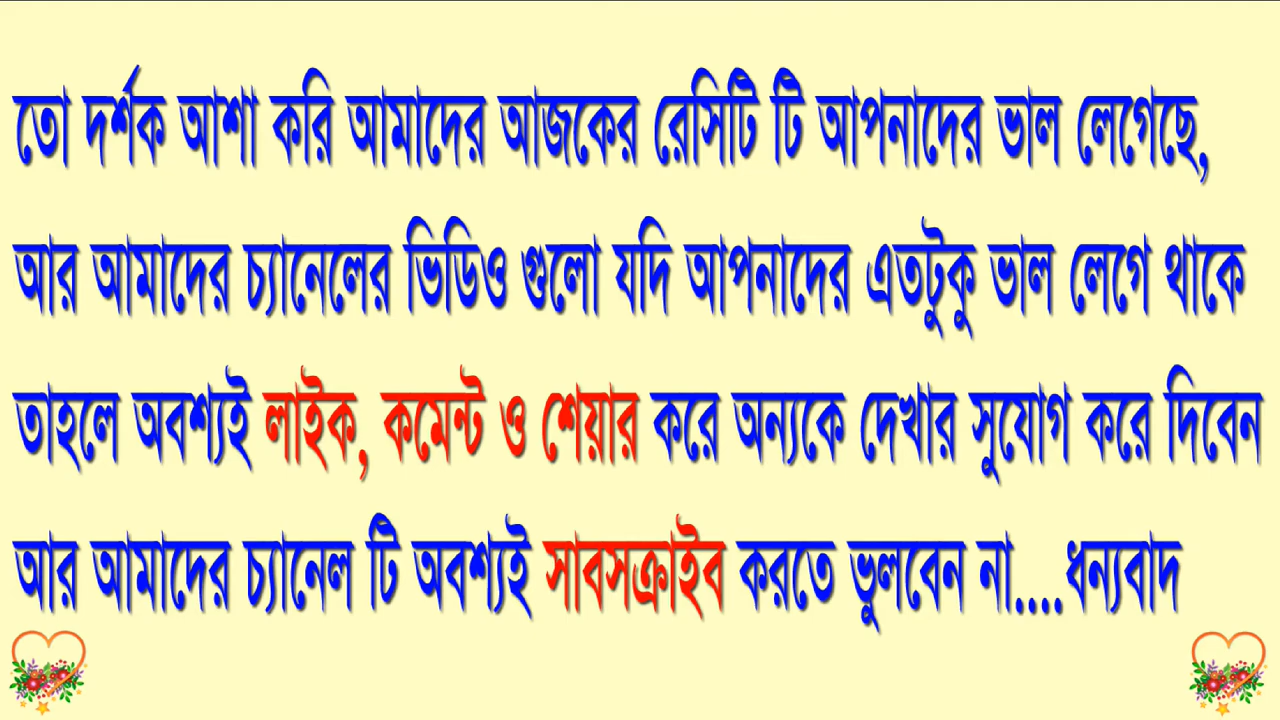 তো দর্শক আশা করি আমাদের আজকের রেসিটি টি আপনাদের ভাল লেগেছে,
আর আমাদের চ্যানেলের ভিডিও গুলো যদি আপনাদের এতটুকু ভাল লেগে থাকে
তাহলে অবশ্যই লাইক, কমেন্ট ও শেয়ার করে অন্যকে দেখার সুযোগ করে দিবেন
আর আমাদের চ্যানেল টি অবশ্যই সাবসক্রাইব করতে ভুলবেন না....ধন্যবাদ